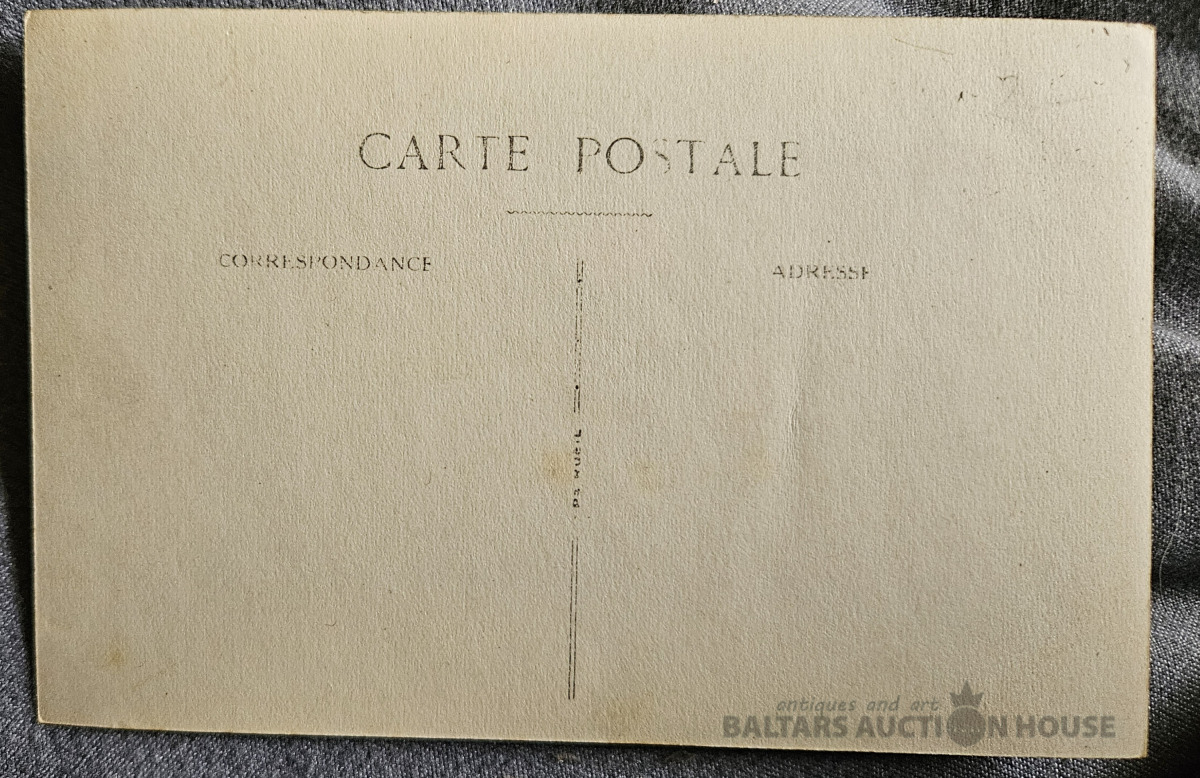 CARTE POSTALE
CORRESPONDANCE
ADRESSE
antiques and art
BALTARS AUCTION HOUSE